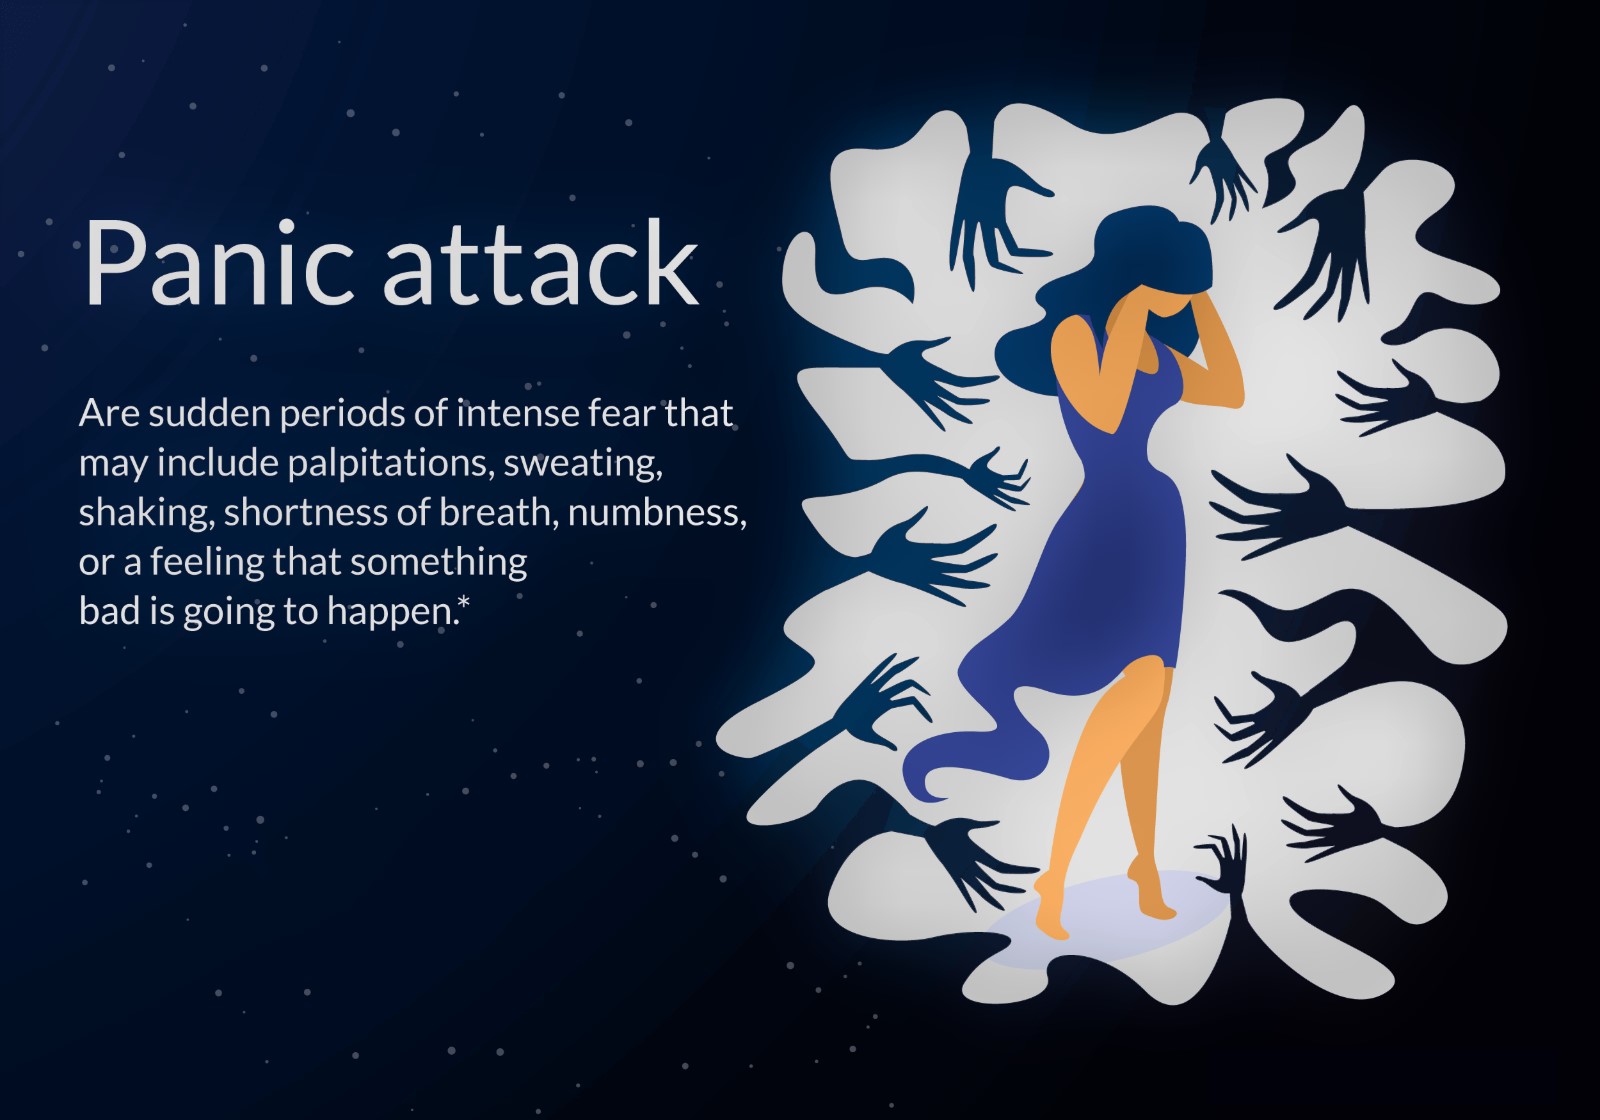 Panic attack
Are sudden periods of intense fear that
may include palpitations, sweating,
shaking, shortness of breath, numbness,
or a feeling that something
bad is going to happen.*